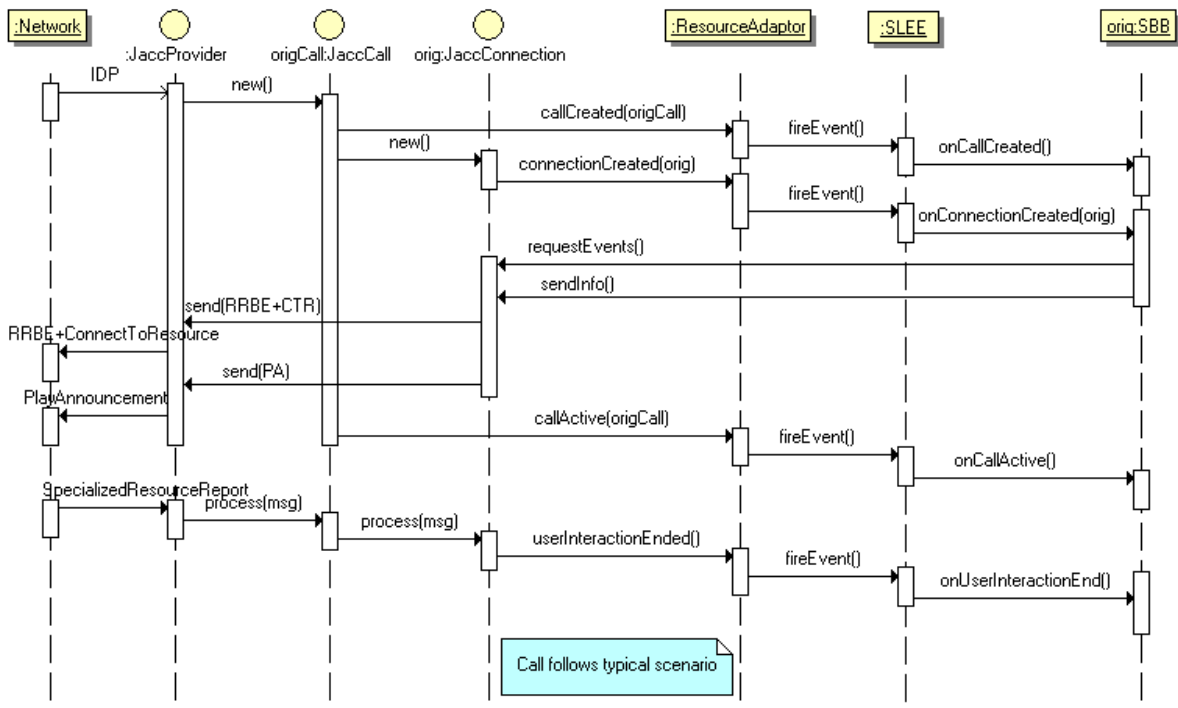 :Network
:JaccProvider
origCall:JaccCall
orig:JaccConnection
:ResourceAdaptor
:SLEE
orig:SBB
IDP
new()
callCreated(origCall)
fireEvent()
onCallCreated()
new()
connectionCreated(orig)
fireEvent()
onConnectionCreated(orig)
requestEvents()
sendInfo()
send(RRBE+CTR)
RRBE+ConnectToResource
send(PA)
PlayAnnouncement
callActive(origCall)
fireEvent()
onCallActive()
SpecializedResourceReport
process(msg)
process(msg)
userInteractionEnded()
fireEvent()
onUserInteractionEnd()
Call follows typical scenario